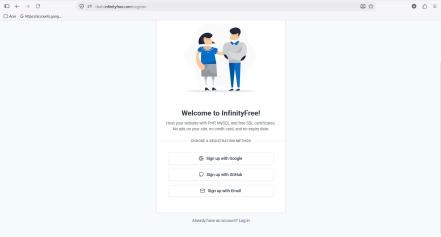 dash.infinityfree.com/register
Acer
https://accounts.goog...
Welcome to InfinityFree!
Host your website with PHP, MySQL, and free SSL certificates.
No ads on your site, no credit card, and no expiry date.
CHOOSE A REGISTRATION METHOD
Sign up with Google
Sign up with GitHub
Sign up with Email
Already have an account? Log in